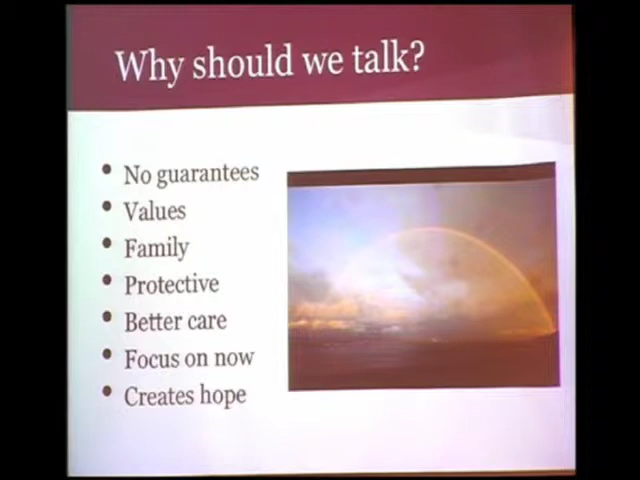 Why should we talk?
• No guarantees
• Values
• Family
• Protective
• Better care
• Focus on now
• Creates hope